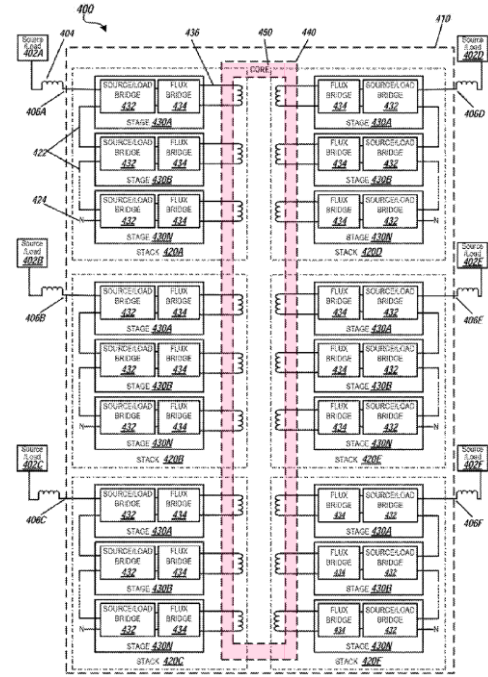 400
410
Source
/Load
402A
404
436
450
440
Source
/Load
402D
CORE
406A
SOURCE/LOAD
BRIDGE
432
FLUX
BRIDGE
434
STAGE 430A
FLUX
BRIDGE
434
SOURCE/LOAD
BRIDGE
432
STAGE 430A
406D
422
SOURCE/LOAD
BRIDGE
432
FLUX
BRIDGE
434
STAGE 430B
FLUX
BRIDGE
434
SOURCE/LOAD
BRIDGE
432
STAGE 430B
424
N
SOURCE/LOAD
BRIDGE
432
FLUX
BRIDGE
434
STAGE 430N
STACK 420A
FLUX
BRIDGE
434
SOURCE/LOAD
BRIDGE
432
N
STAGE 430N
STACK 420D
Source
/Load
402B
Source
/Load
402E
406B
SOURCE/LOAD
BRIDGE
432
FLUX
BRIDGE
434
STAGE 430A
FLUX
BRIDGE
434
SOURCE/LOAD
BRIDGE
432
STAGE 430A
406E
SOURCE/LOAD
BRIDGE
432
FLUX
BRIDGE
434
STAGE 430B
FLUX
BRIDGE
434
SOURCE/LOAD
BRIDGE
432
STAGE 430B
N
SOURCE/LOAD
BRIDGE
432
FLUX
BRIDGE
434
STAGE 430N
STACK 420B
FLUX
BRIDGE
434
SOURCE/LOAD
BRIDGE
432
N
STAGE 430N
STACK 420E
Source
/Load
402C
Source
/Load
402F
406C
SOURCE/LOAD
BRIDGE
432
FLUX
BRIDGE
434
STAGE 430A
FLUX
BRIDGE
434
SOURCE/LOAD
BRIDGE
432
STAGE 430A
406F
SOURCE/LOAD
BRIDGE
432
FLUX
BRIDGE
434
STAGE 430B
FLUX
BRIDGE
434
SOURCE/LOAD
BRIDGE
432
STAGE 430B
N
SOURCE/LOAD
BRIDGE
432
FLUX
BRIDGE
434
STAGE 430N
STACK 420C
FLUX
BRIDGE
434
SOURCE/LOAD
BRIDGE
432
N
STAGE 430N
STACK 420F